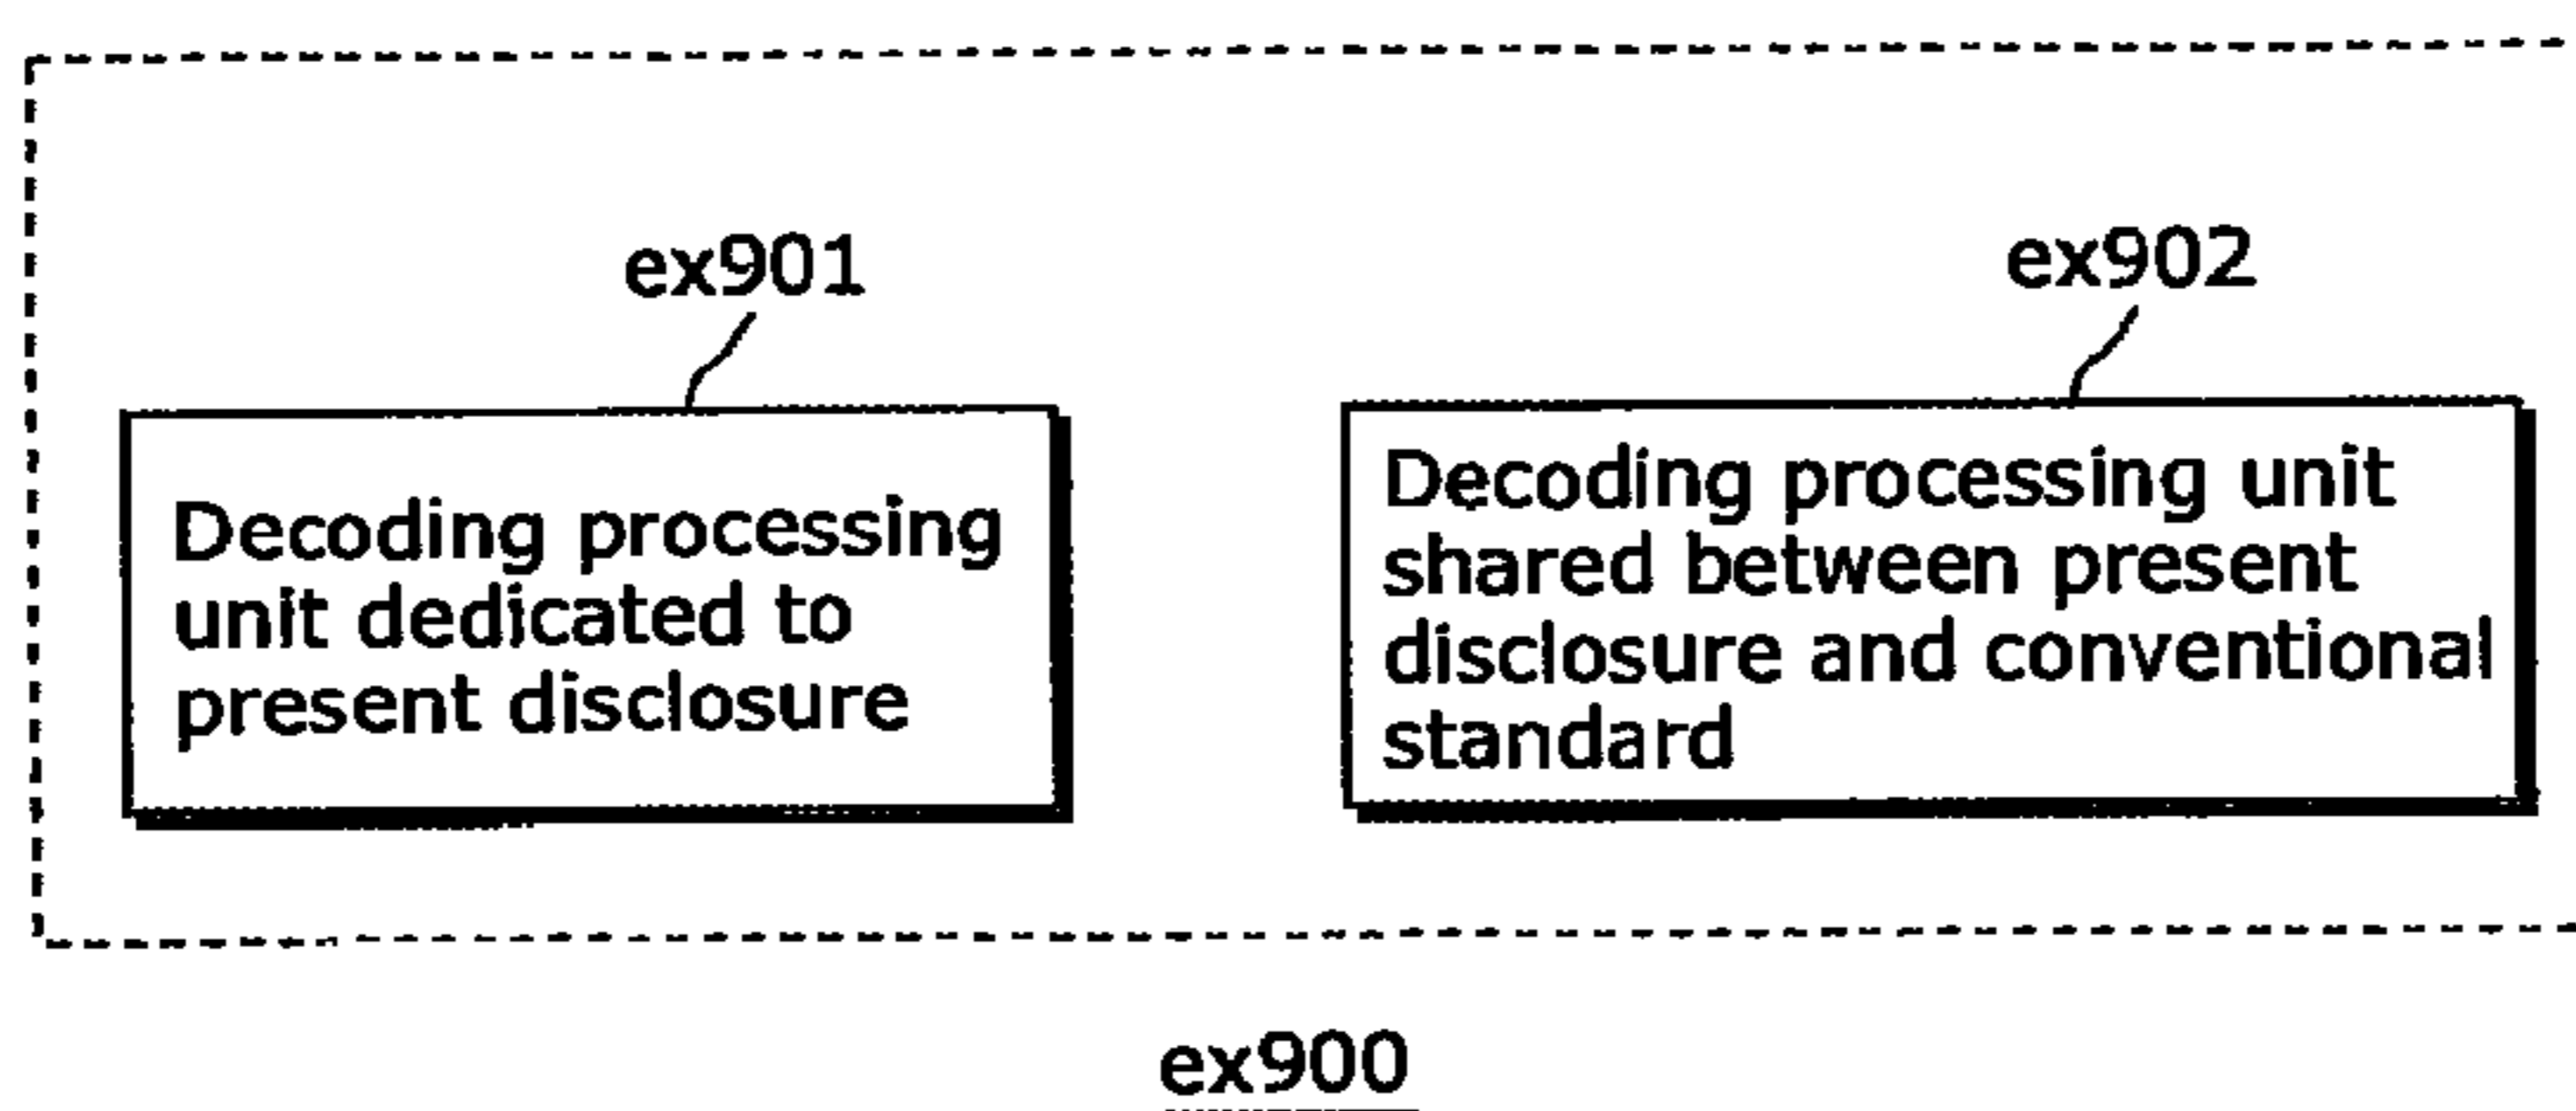 ex901
ex902
Decoding processing
unit dedicated to
present disclosure
Decoding processing unit
shared between present
disclosure and conventional
standard
ex900